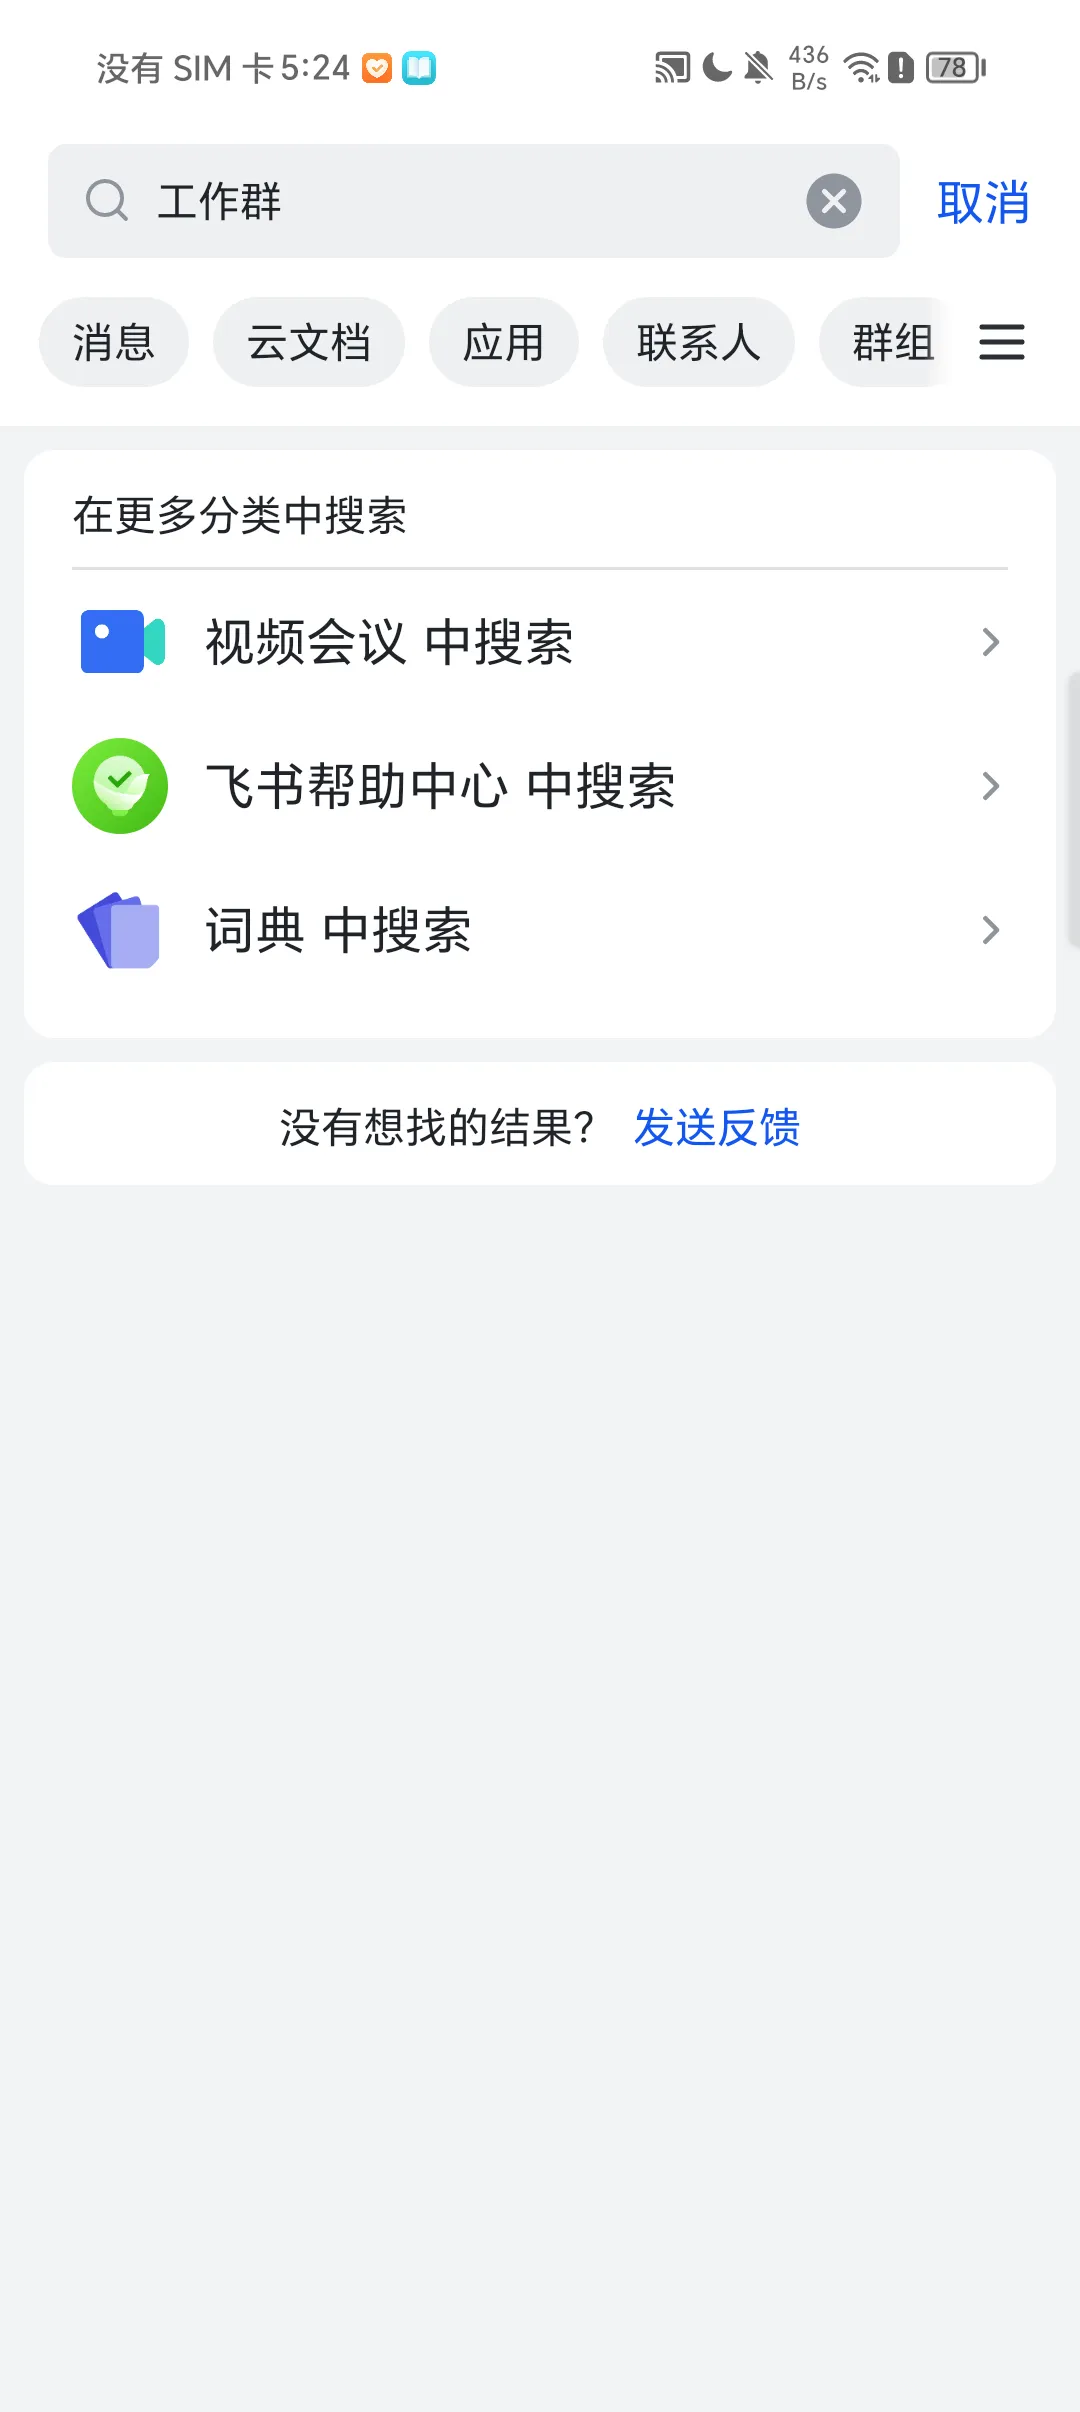 没有 SIM 卡 5:24
436 B/s
78
工作群
取消
消息
云文档
应用
联系人
群组
在更多分类中搜索
视频会议 中搜索
飞书帮助中心 中搜索
词典 中搜索
没有想找的结果? 发送反馈